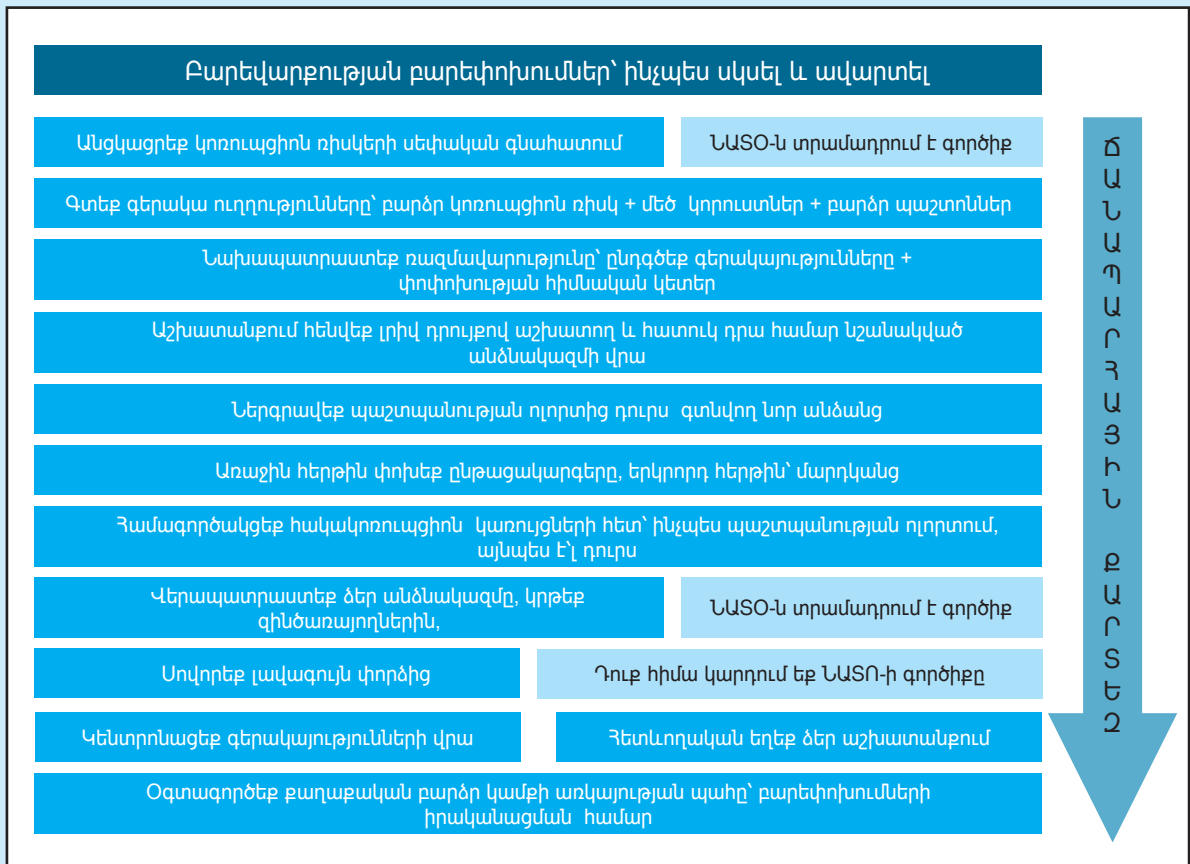 Բարեվարքության բարեփոխումներ՝ ինչպես սկսել և ավարտել
Անցկացրեք կոռուպցիոն ռիսկերի սեփական գնահատում
ՆԱՏՕ-ն տրամադրում է գործիք
Գտեք գերակա ուղղությունները՝ բարձր կոռուպցիոն ռիսկ + մեծ կորուստներ + բարձր պաշտոններ
Նախապատրաստեք ռազմավարությունը՝ ընդգծեք գերակայությունները +
փոփոխության հիմնական կետեր
Աշխատանքում հենվեք լրիվ դրույքով աշխատող և հատուկ դրա համար նշանակված
անձնակազմի վրա
Ներգրավեք պաշտպանության ոլորտից դուրս գտնվող նոր անձանց
Առաջին հերթին փոխեք ընթացակարգերը, երկրորդ հերթին՝ մարդկանց
Համագործակցեք հակակոռուպցիոն կառույցների հետ՝ ինչպես պաշտպանության ոլորտում,
այնպես է՛լ դուրս
Վերապատրաստեք ձեր անձնակազմը, կրթեք
զինծառայողներին,
ՆԱՏՕ-ն տրամադրում է գործիք
Սովորեք լավագույն փորձից
Դուք հիմա կարդում եք ՆԱՏՈ-ի գործիքը
Կենտրոնացեք գերակայությունների վրա
Հետևողական եղեք ձեր աշխատանքում
Օգտագործեք քաղաքական բարձր կամքի առկայության պահը՝ բարեփոխումների
իրականացման համար
ՃԱՆԱՊԱՐՀԱՅԻՆ ՔԱՐՏԵԶ